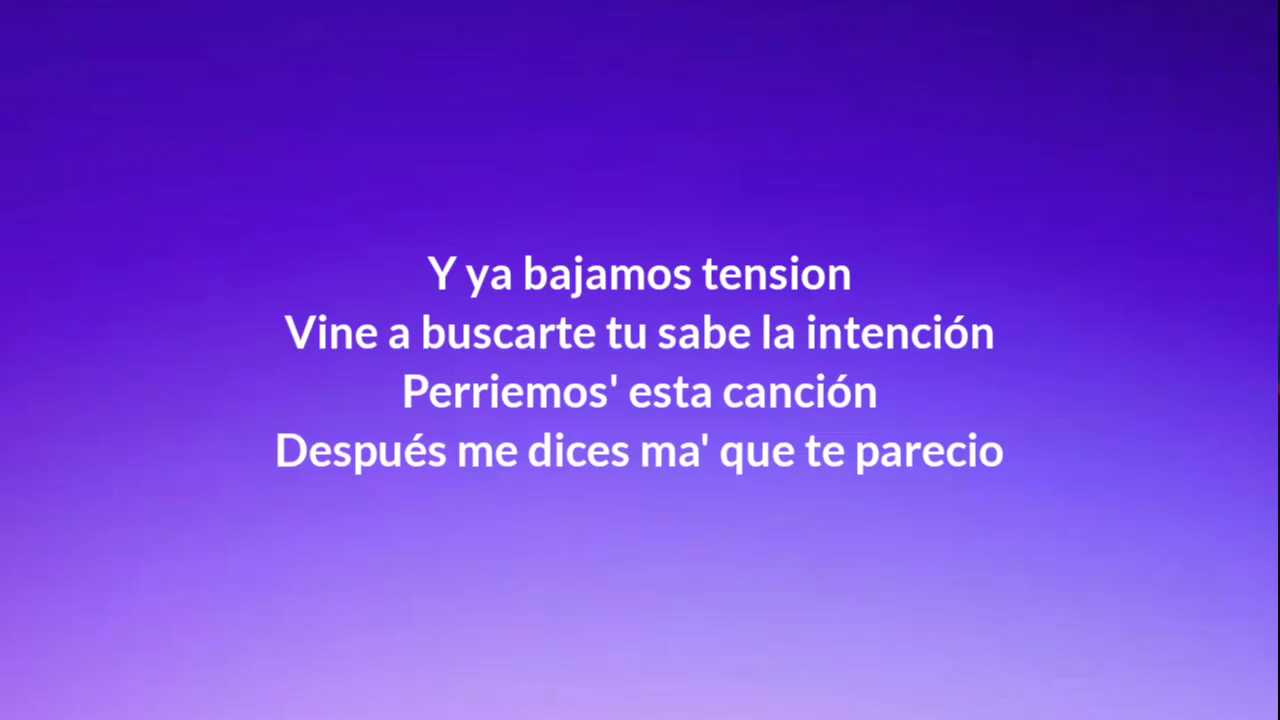 Y ya bajamos tension
Vine a buscarte tu sabe la intención
Perriemos' esta canción
Después me dices ma' que te parecio